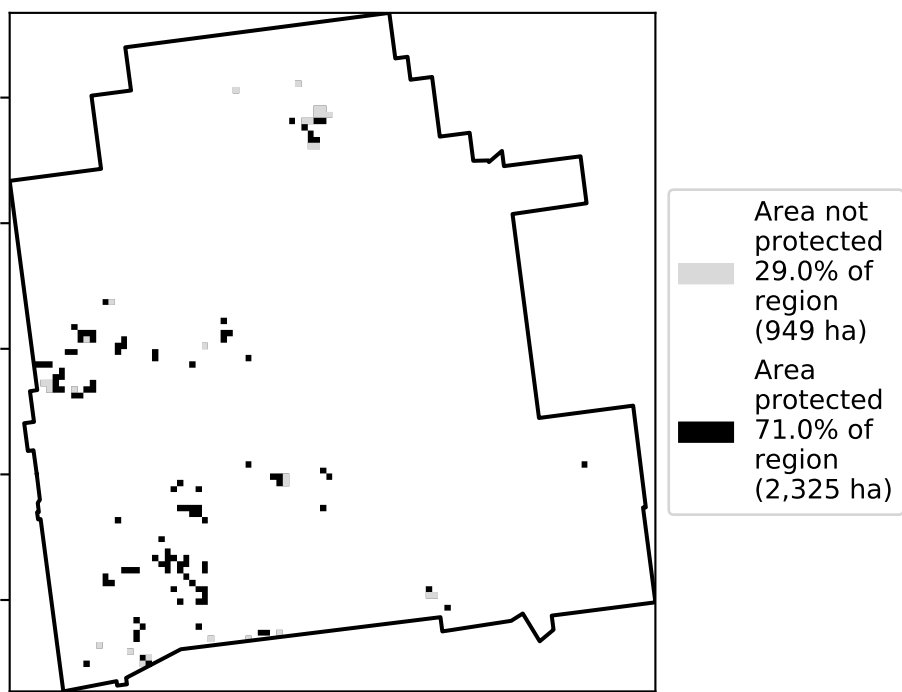 Area not
protected
29.0% of
region
(949 ha)
Area
protected
71.0% of
region
(2,325 ha)